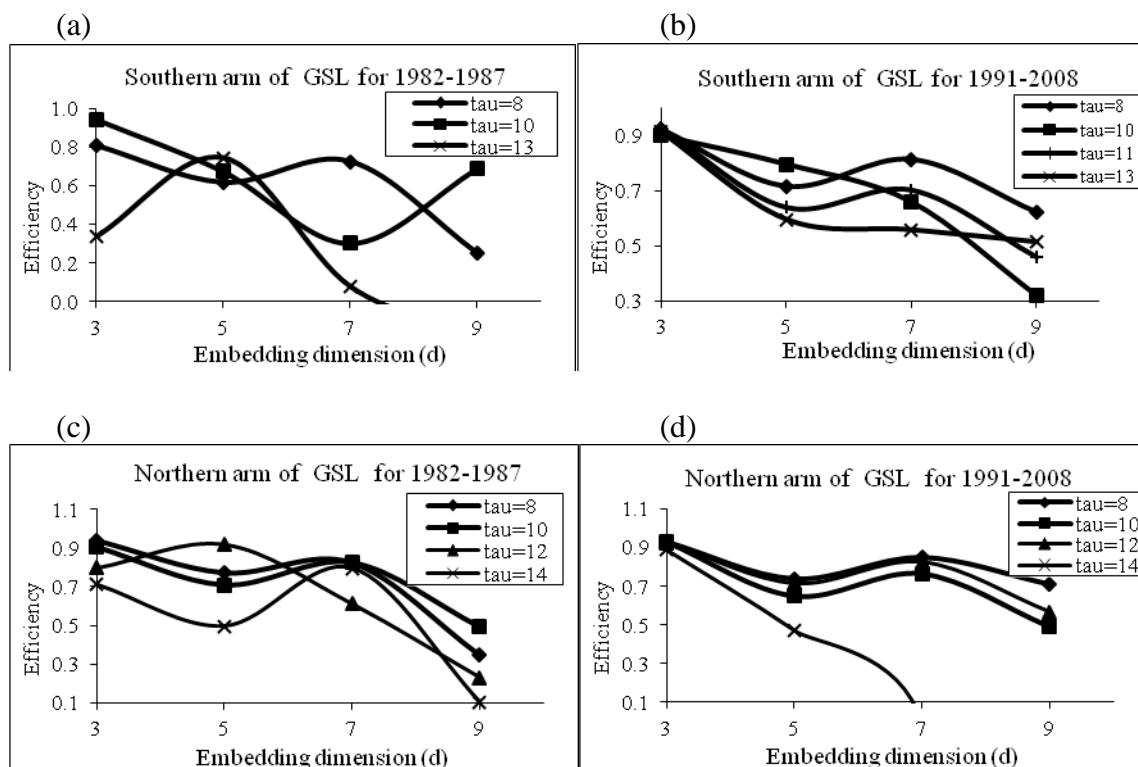 (a)
Southern arm of GSL for 1982-1987
tau=8
tau=10
tau=13
1.0
0.8
0.6
0.4
0.2
0.0
Efficiency
3 5 7 9
Embedding dimension (d)
(b)
Southern arm of GSL for 1991-2008
tau=8
tau=10
tau=11
tau=13
0.9
0.7
0.5
0.3
Efficiency
3 5 7 9
Embedding dimension (d)
(c)
Northern arm of GSL for 1982-1987
tau=8
tau=10
tau=12
tau=14
1.1
0.9
0.7
0.5
0.3
0.1
Efficiency
3 5 7 9
Embedding dimension (d)
(d)
Northern arm of GSL for 1991-2008
tau=8
tau=10
tau=12
tau=14
1.1
0.9
0.7
0.5
0.3
0.1
Efficiency
3 5 7 9
Embedding dimension (d)